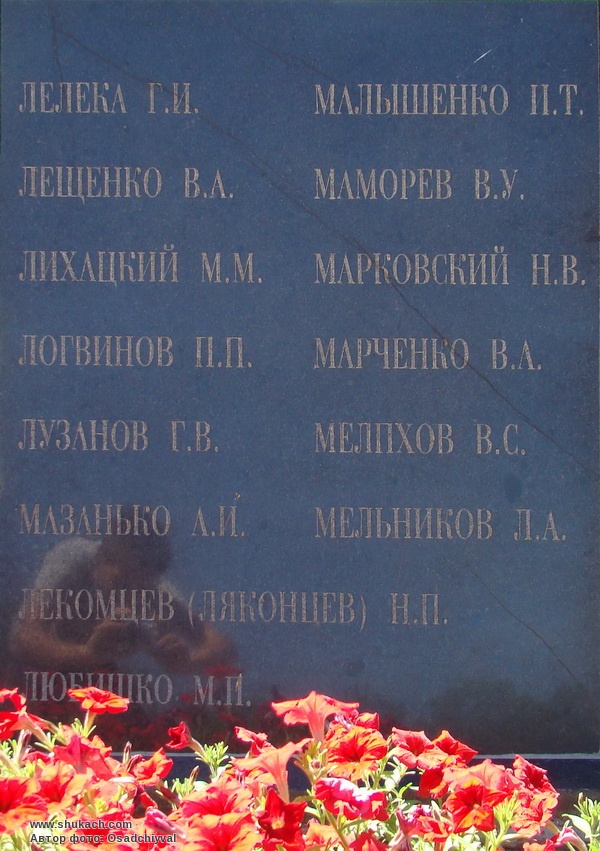 ЛЕЛЕКА Г.И.
ЛЕЩЕНКО В.А.
ЛИХАЦКИЙ М.М.
ЛОГВИНОВ П.П.
ЛУЗАНОВ Г.В.
МАЗАНЬКО А.И.
МАЛЫШЕНКО И.Т.
МАМОРЕВ В.У.
МАРКОВСКИЙ Н.В.
МАРЧЕНКО В.А.
МЕЛПХОВ В.С.
МЕЛЬНИКОВ Л.А.
ЛЕКОМЦЕВ (ЛЯКОНЦЕВ) Н.П.
ЛЮБИШКО М.П.
www.shukach.com
Автор фото: Osadchiyval